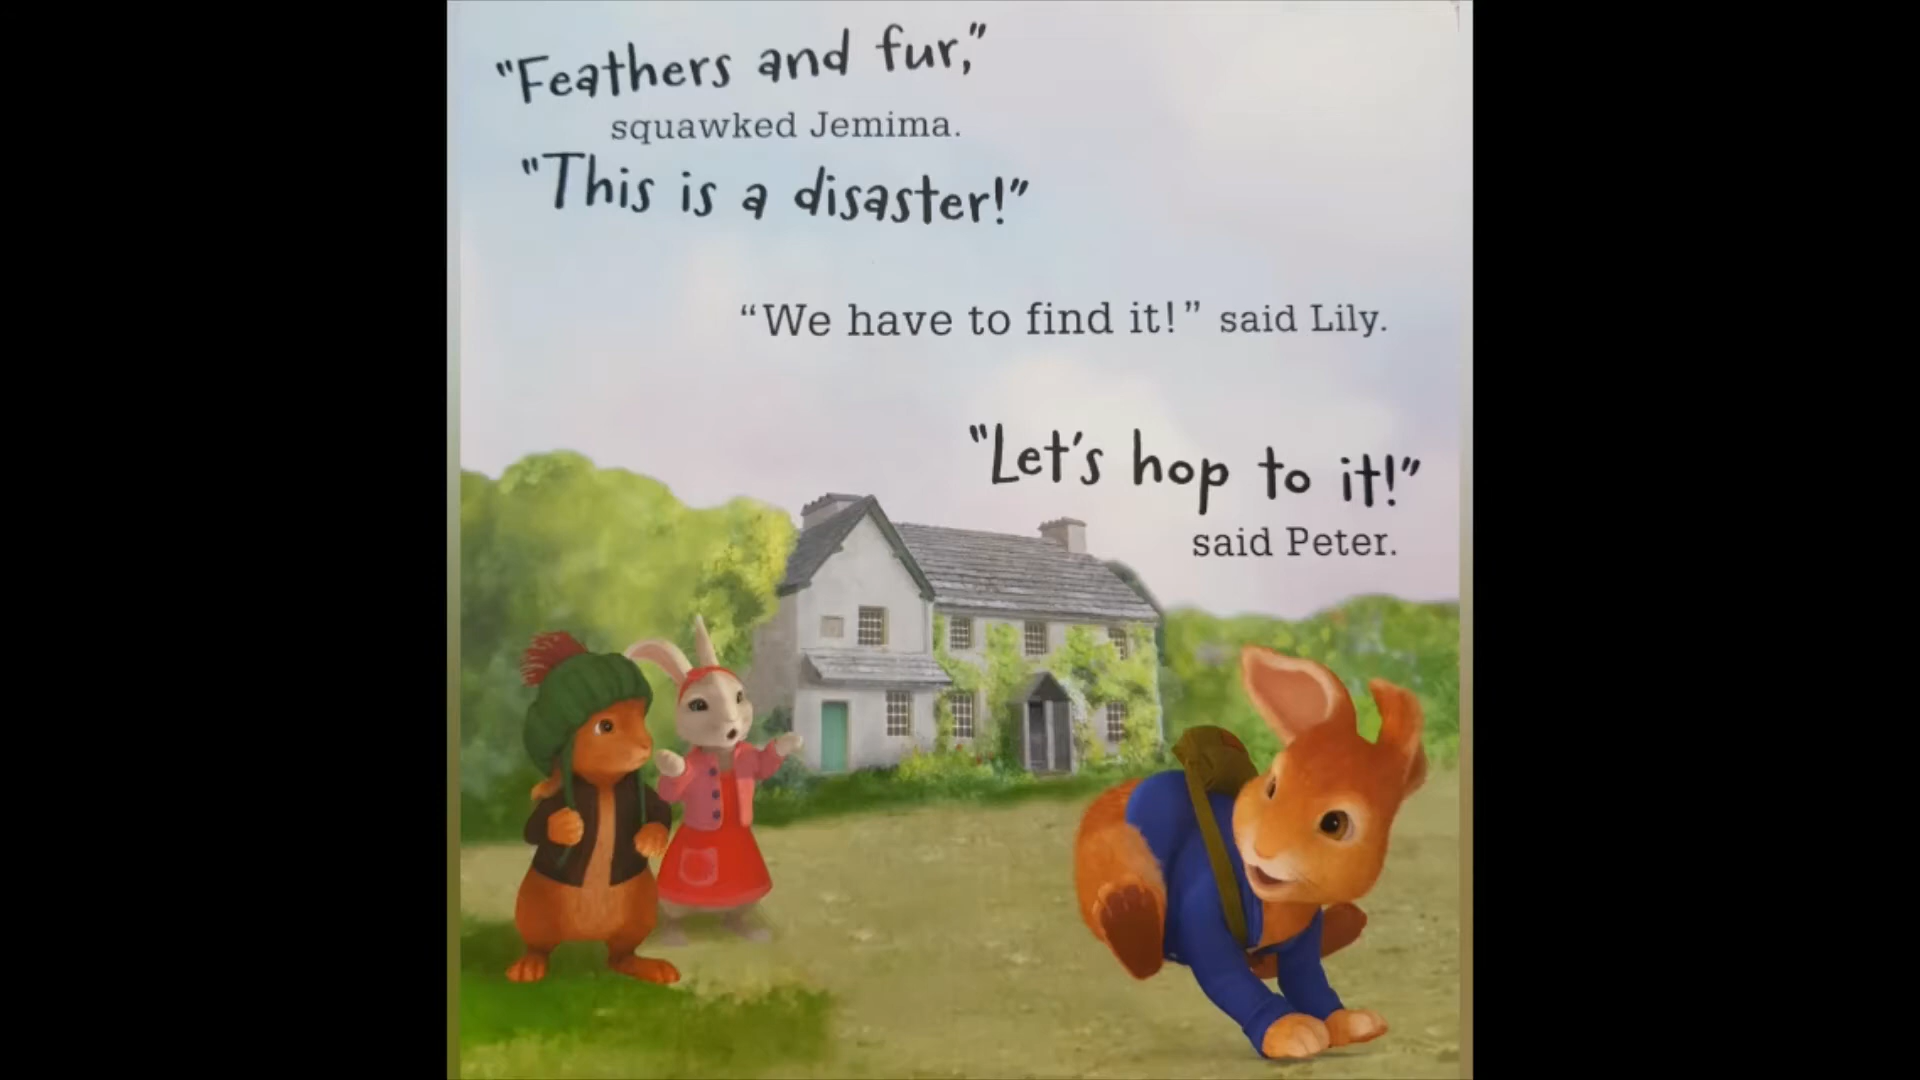 "Feathers and fur,"
squawked Jemima.
"This is a disaster!"
“We have to find it!” said Lily.
"Let's hop to it!"
said Peter.